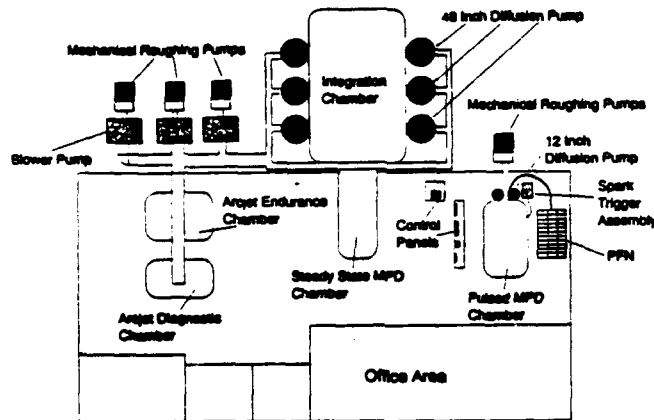 Mechanical Roughing Pumps
48 Inch Diffusion Pump
Integration
Chamber
Mechanical Roughing Pumps
Blower Pump
12 Inch
Diffusion Pump
Arcjet Endurance
Chamber
Control
Panels
Spark
Trigger
Assembly
PFN
Steady State MPD
Chamber
Pulsed MPD
Chamber
Arcjet Diagnostic
Chamber
Office Area